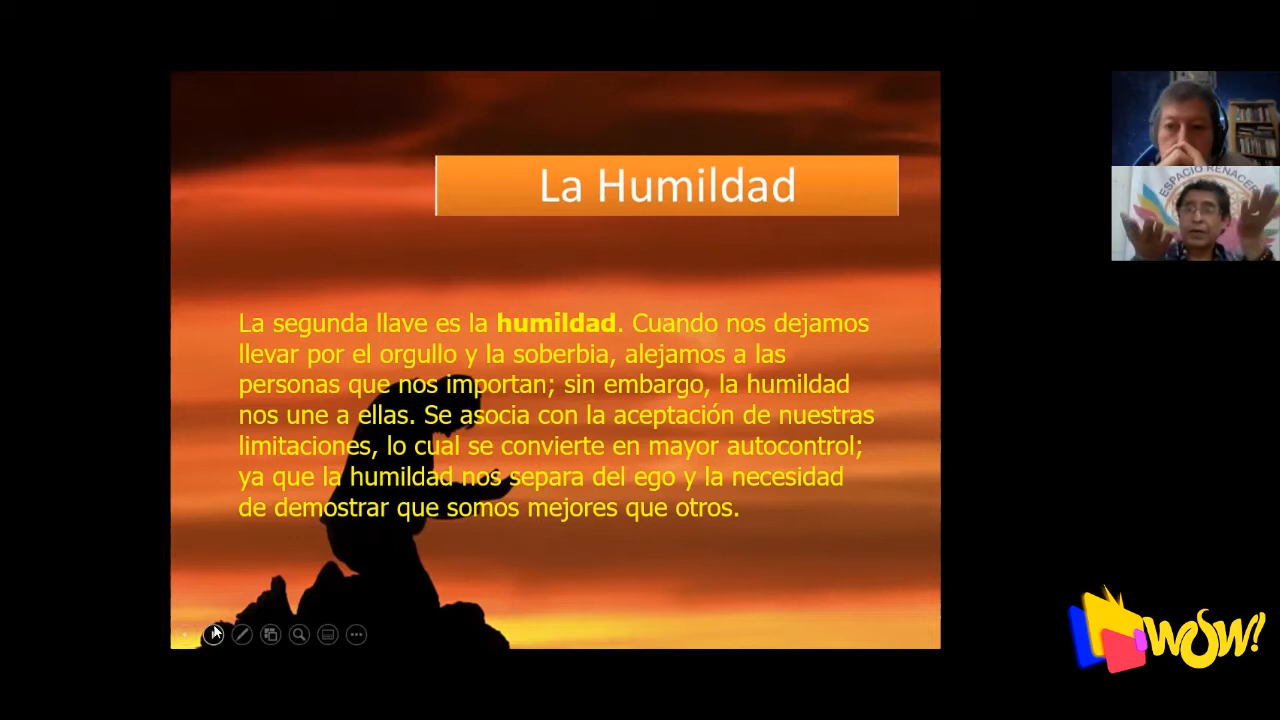 La Humildad
La segunda llave es la humildad. Cuando nos dejamos
llevar por el orgullo y la soberbia, alejamos a las
personas que nos importan; sin embargo, la humildad
nos une a ellas. Se asocia con la aceptación de nuestras
limitaciones, lo cual se convierte en mayor autocontrol;
ya que la humildad nos separa del ego y la necesidad
de demostrar que somos mejores que otros.
ESPACIO RENACER
WOW!